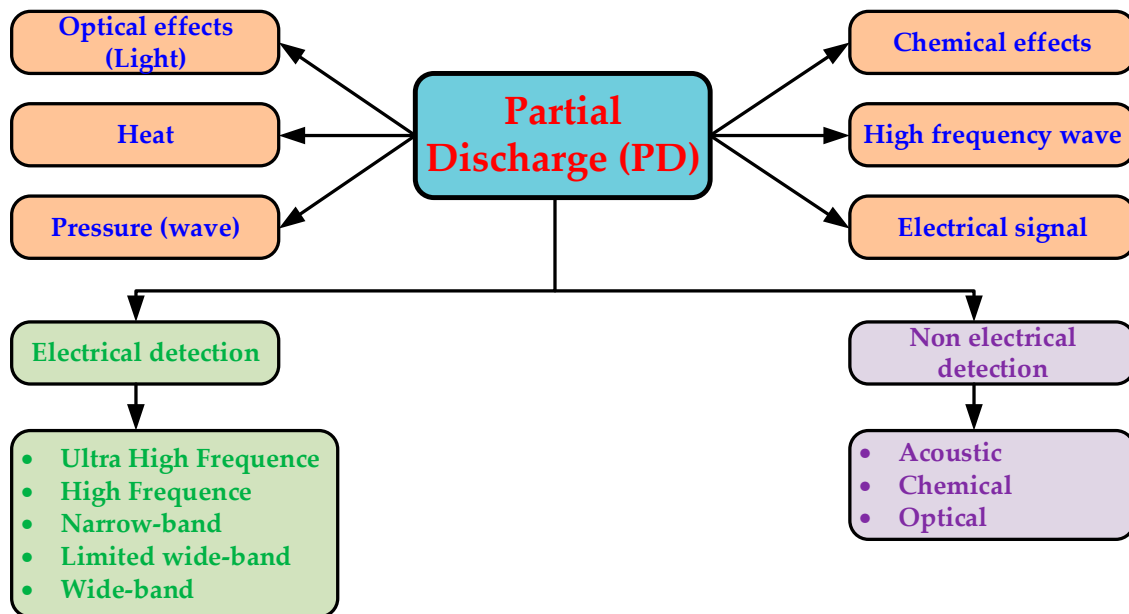 Optical effects
(Light)
Heat
Pressure (wave)
Partial
Discharge (PD)
Chemical effects
High frequency wave
Electrical signal
Electrical detection
• Ultra High Frequence
• High Frequence
• Narrow-band
• Limited wide-band
• Wide-band
Non electrical
detection
• Acoustic
• Chemical
• Optical